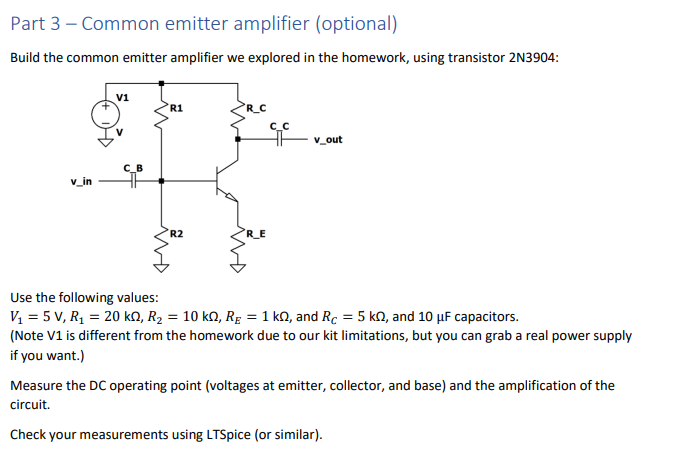 Part 3 – Common emitter amplifier (optional)
Build the common emitter amplifier we explored in the homework, using transistor 2N3904:
V1
R1
R_C
C_C
V
v_out
C_B
v_in
R2
R_E
Use the following values:
V₁ = 5 V, R₁ = 20 kΩ, R₂ = 10 kΩ, R_E = 1 kΩ, and R_C = 5 kΩ, and 10 μF capacitors.
(Note V1 is different from the homework due to our kit limitations, but you can grab a real power supply
if you want.)
Measure the DC operating point (voltages at emitter, collector, and base) and the amplification of the
circuit.
Check your measurements using LTSpice (or similar).